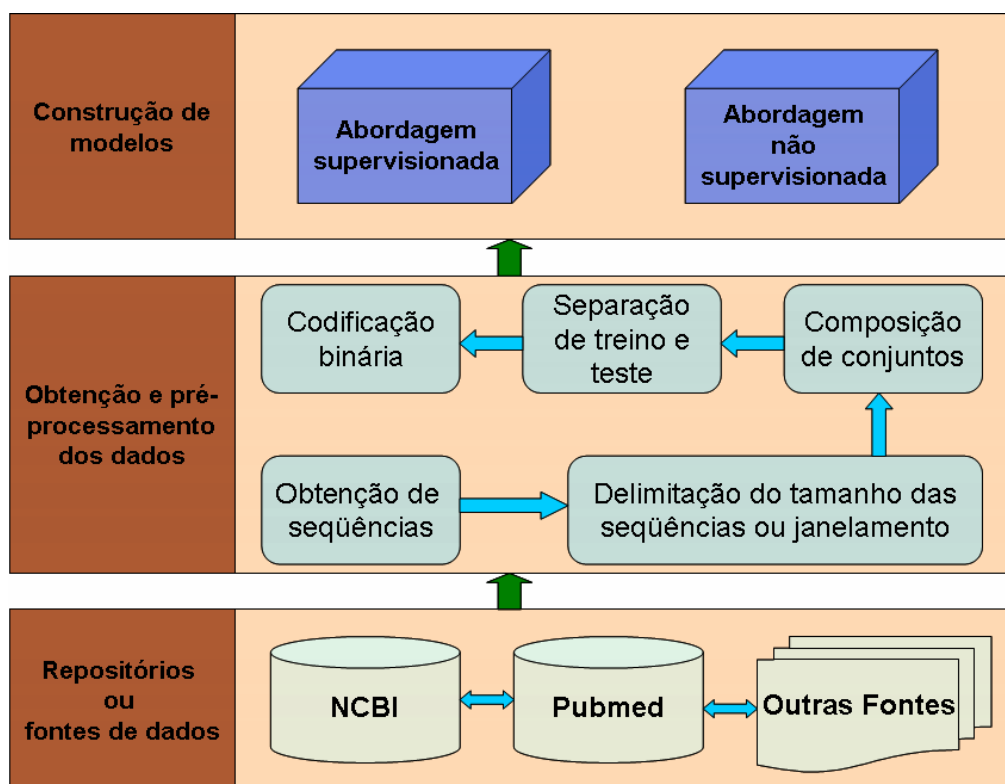 Construção de
modelos
Abordagem
supervisionada
Abordagem
não
supervisionada
Obtenção e pré-
processamento
dos dados
Codificação
binária
Separação
de treino e
teste
Composição
de conjuntos
Obtenção de
seqüências
Delimitação do tamanho das
seqüências ou janelamento
Repositórios
ou
fontes de dados
NCBI
Pubmed
Outras Fontes